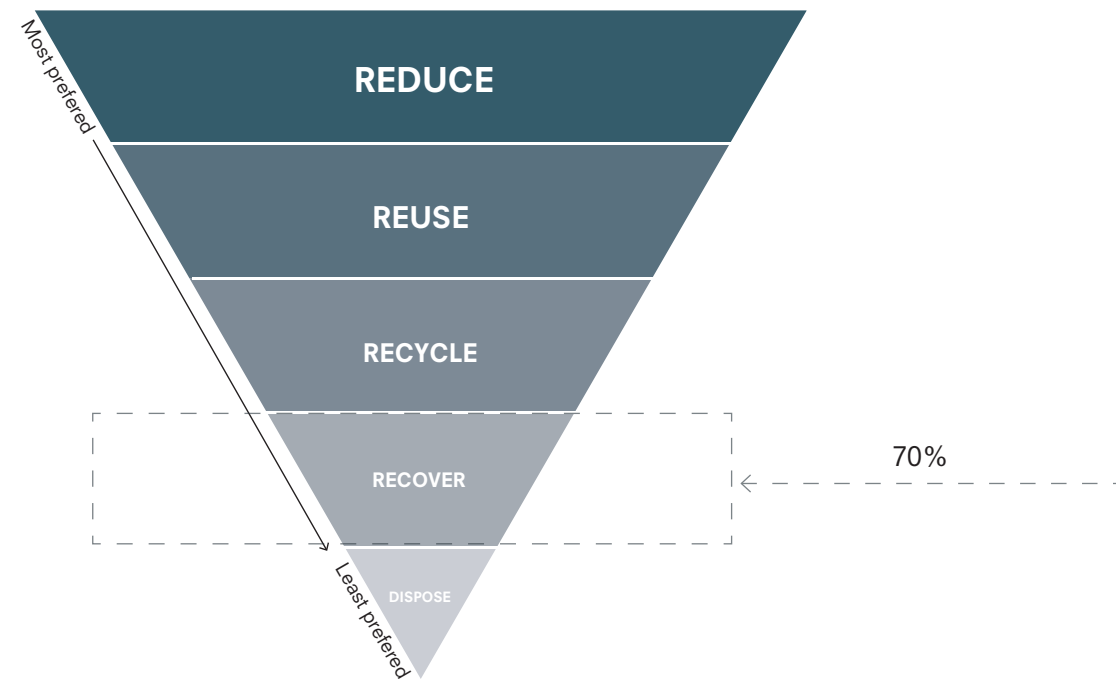 Most prefered
REDUCE
REUSE
RECYCLE
70%
RECOVER
Least prefered
DISPOSE